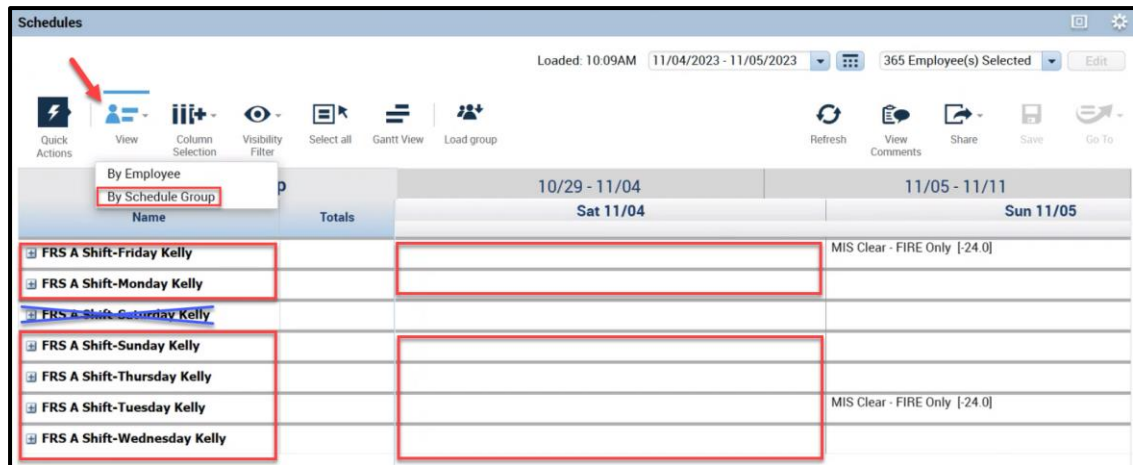 Schedules
Loaded: 10:09AM 11/04/2023 - 11/05/2023 365 Employee(s) Selected Edit
Quick Actions View Column Selection Visibility Filter Select all Gantt View Load group Refresh View Comments Share Save Go To
By Employee
By Schedule Group
p 10/29 - 11/04 11/05 - 11/11
Name Totals Sat 11/04 Sun 11/05
FRS A Shift-Friday Kelly MIS Clear - FIRE Only [-24.0]
FRS A Shift-Monday Kelly
FRS A Shift-Saturday Kelly
FRS A Shift-Sunday Kelly
FRS A Shift-Thursday Kelly
FRS A Shift-Tuesday Kelly MIS Clear - FIRE Only [-24.0]
FRS A Shift-Wednesday Kelly